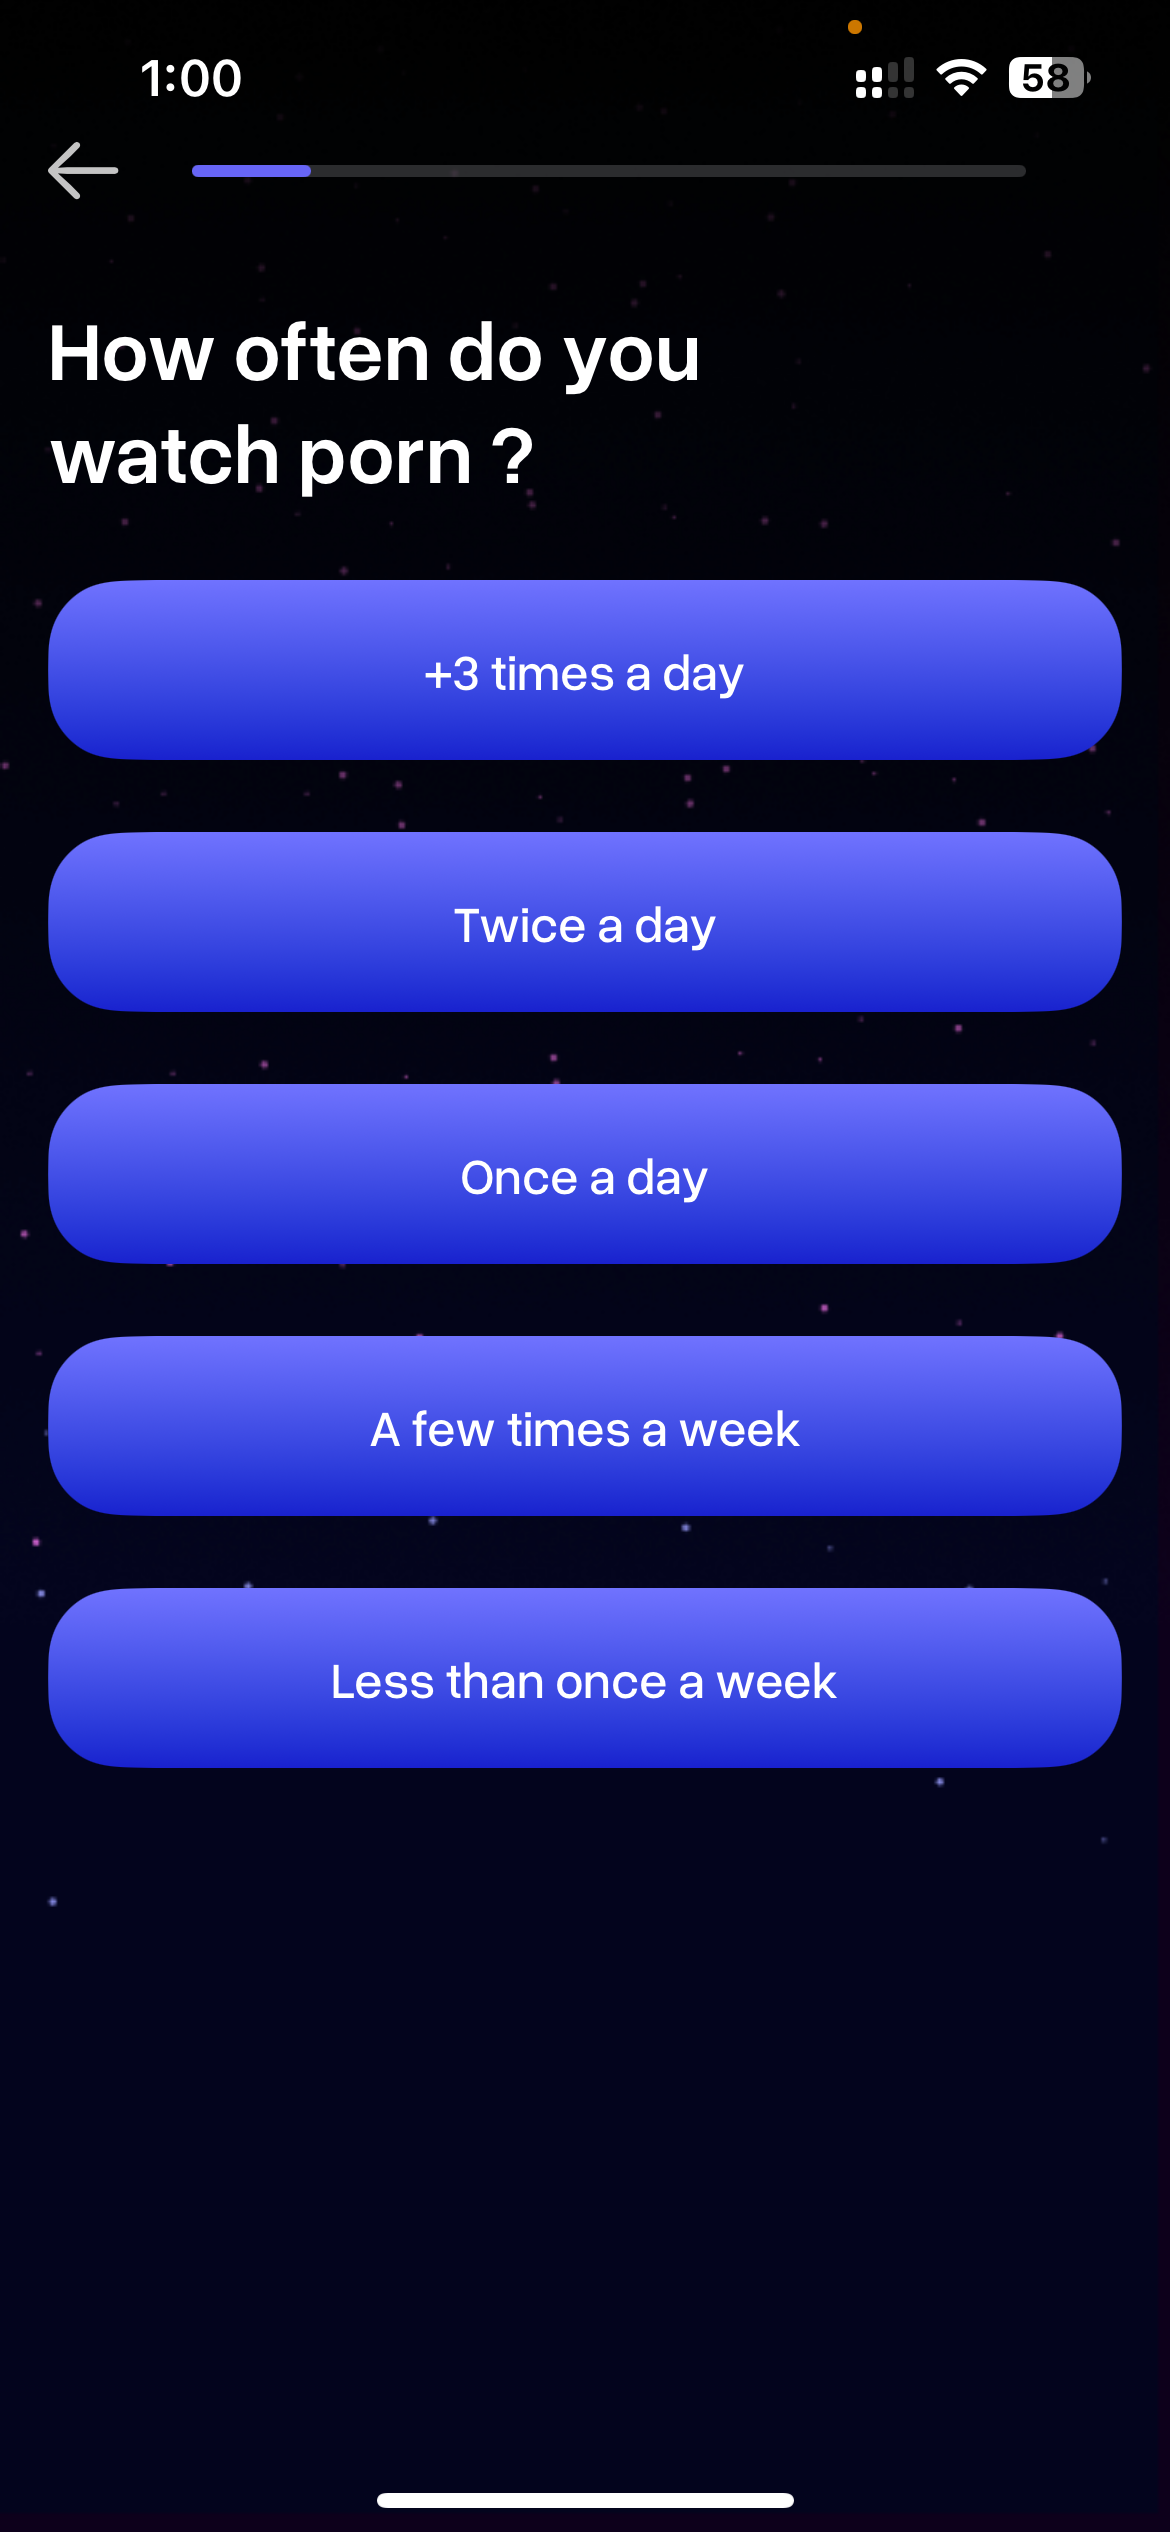 1:00
58
How often do you
watch porn ?
+3 times a day
Twice a day
Once a day
A few times a week
Less than once a week